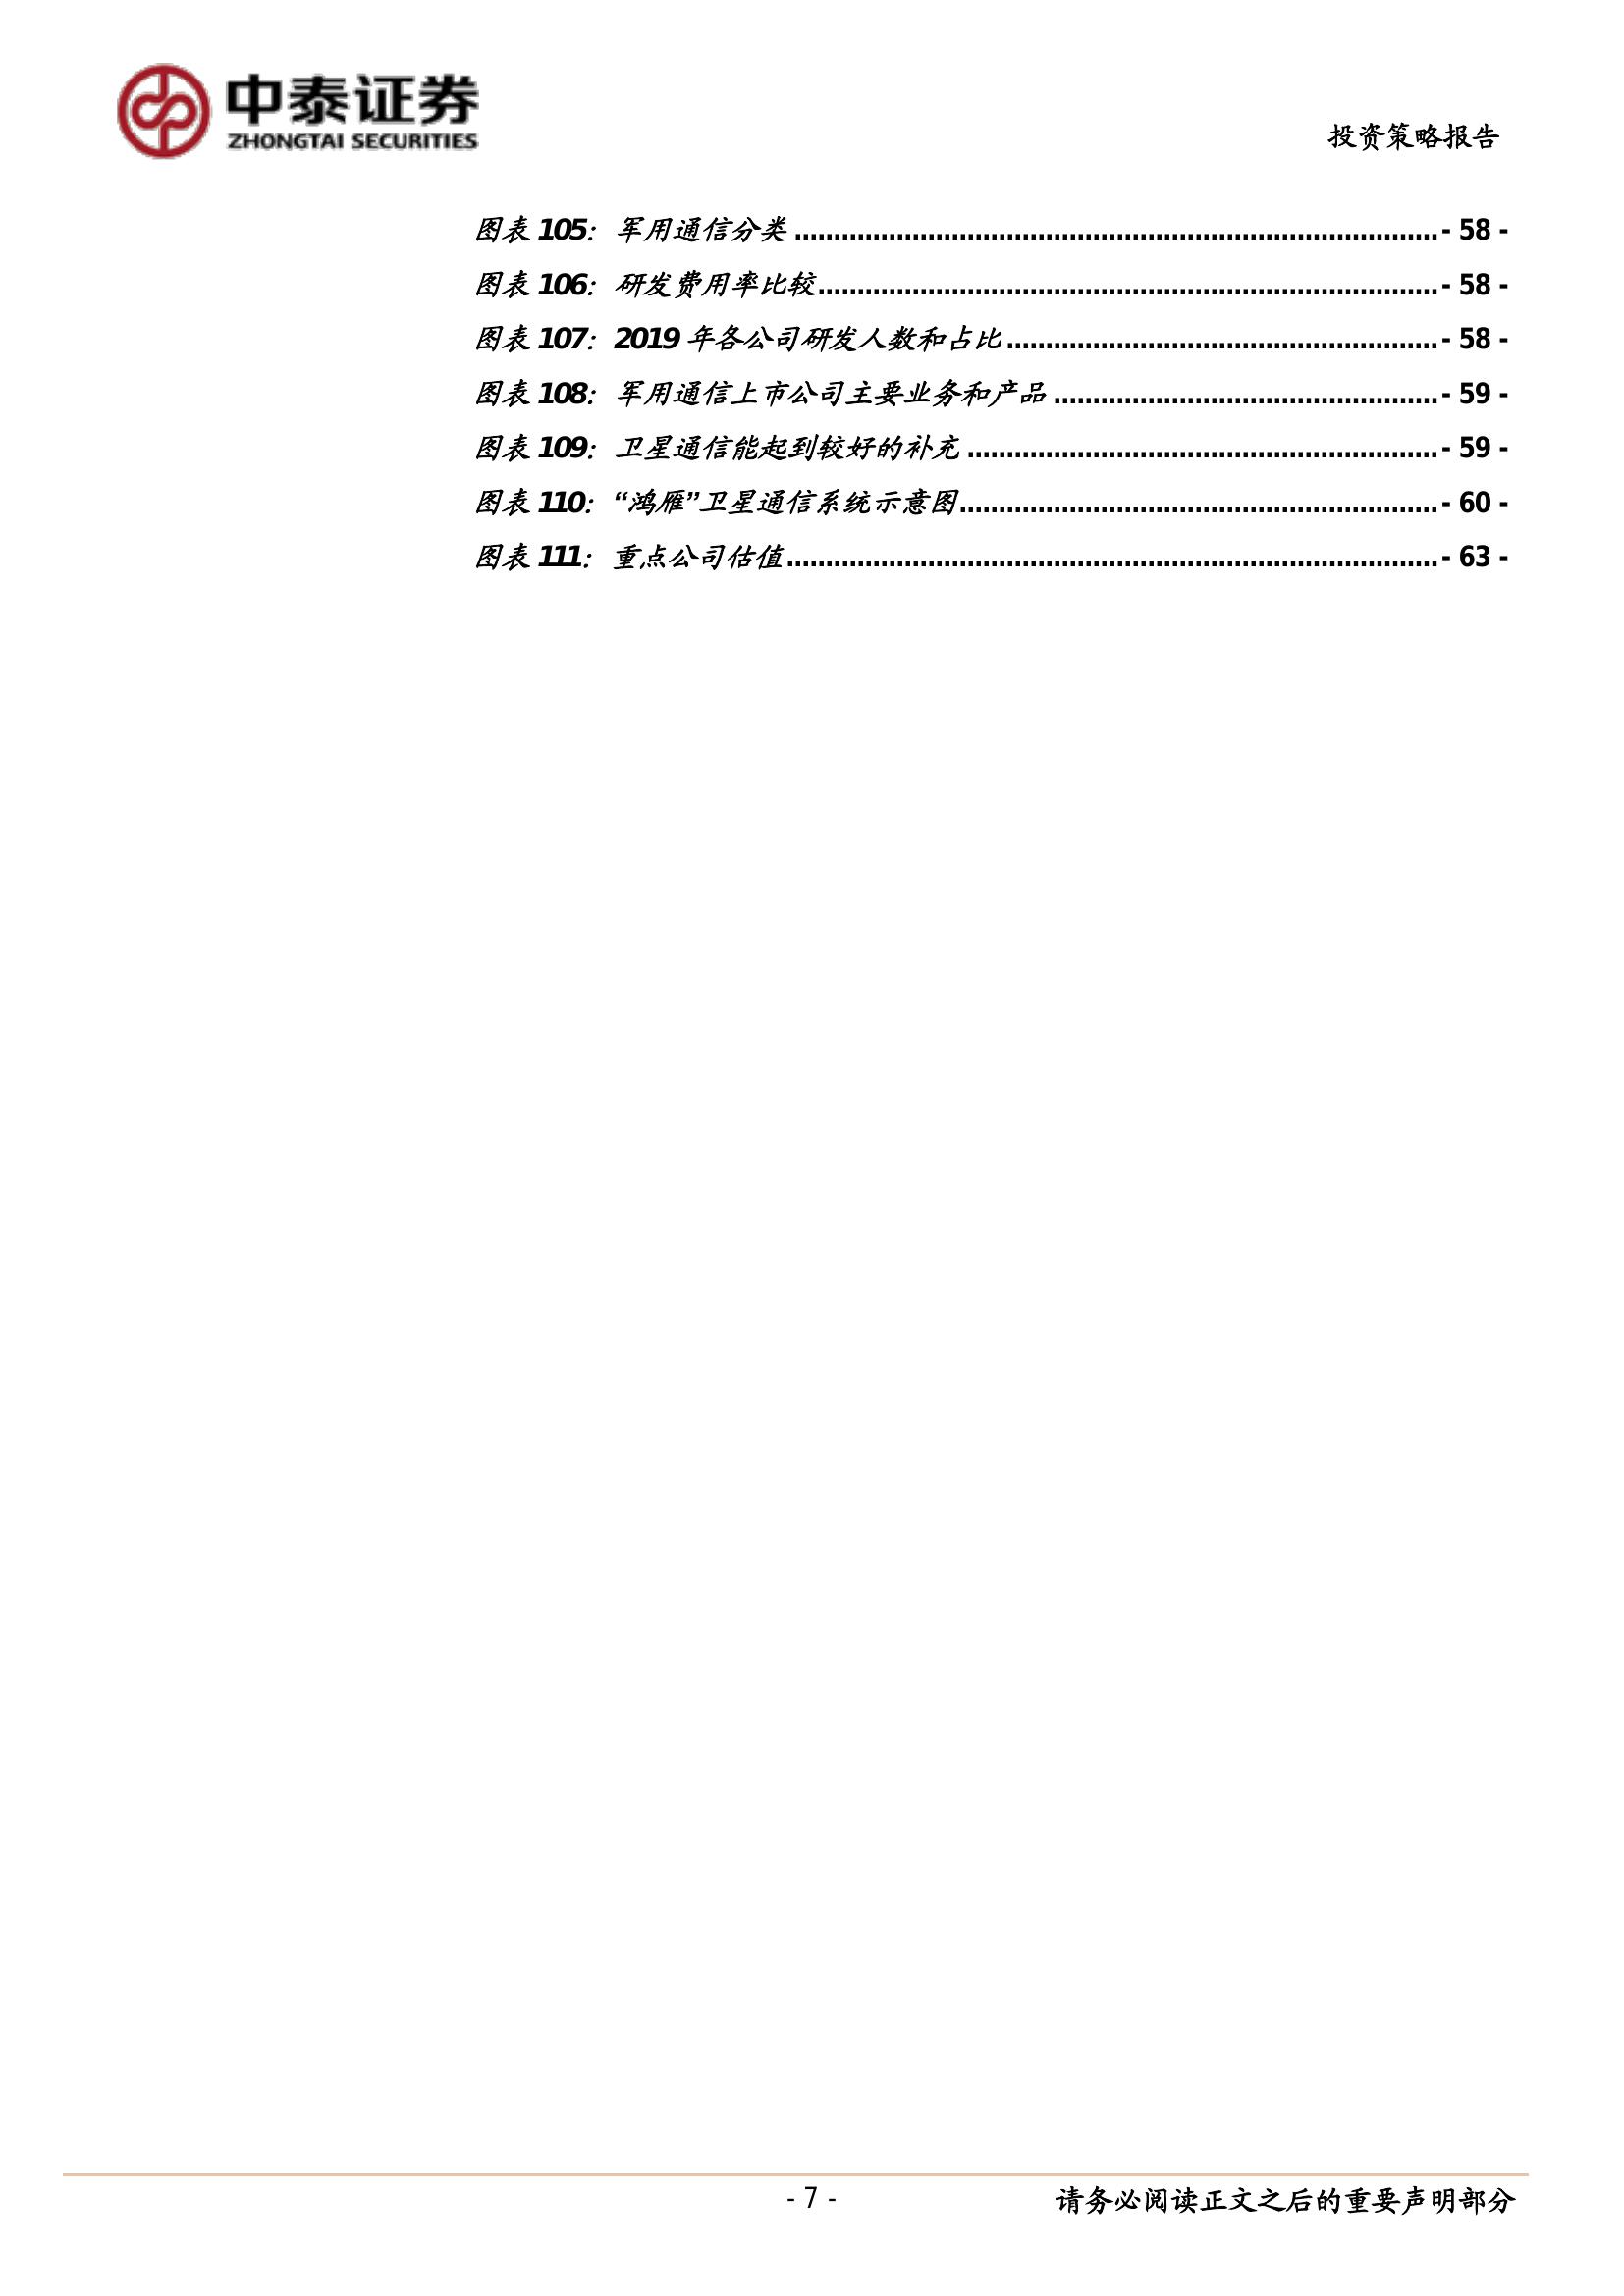 中泰证券
ZHONGTAI SECURITIES
投资策略报告
图表 105：军用通信分类 ................ - 58 -
图表 106：研发费用率比较 ................ - 58 -
图表 107：2019 年各公司研发人数和占比 ................ - 58 -
图表 108：军用通信上市公司主要业务和产品 ................ - 59 -
图表 109：卫星通信能起到较好的补充 ................ - 59 -
图表 110：“鸿雁”卫星通信系统示意图 ................ - 60 -
图表 111：重点公司估值 ................ - 63 -
- 7 -
请务必阅读正文之后的重要声明部分